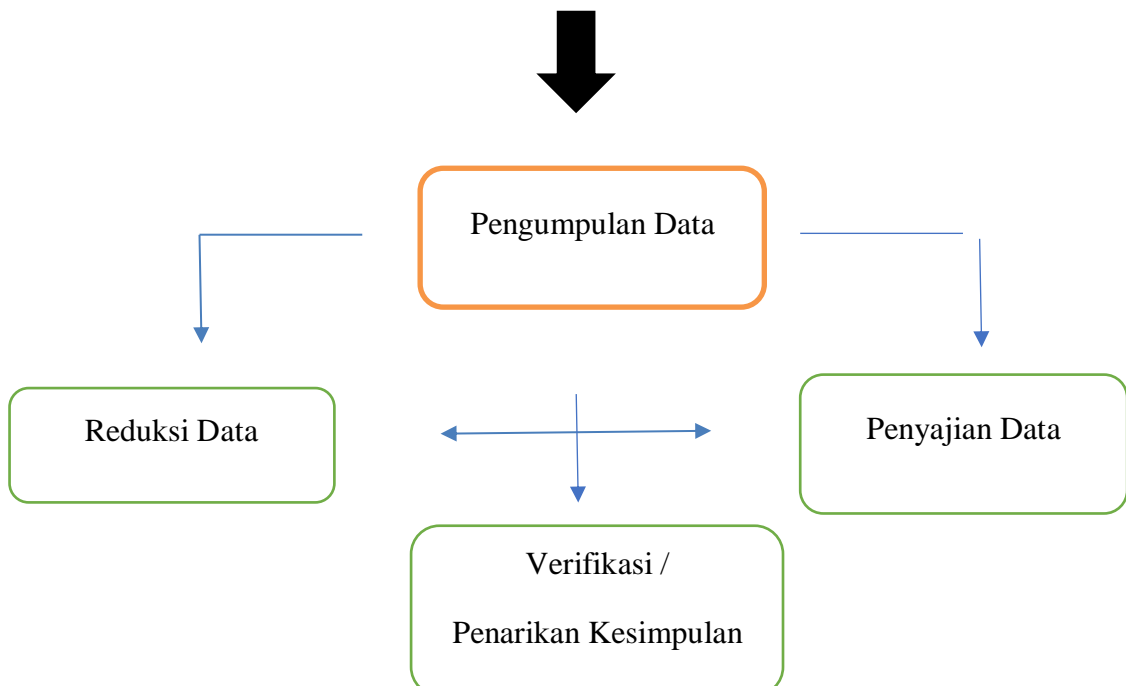 Pengumpulan Data
Reduksi Data
Penyajian Data
Verifikasi /
Penarikan Kesimpulan